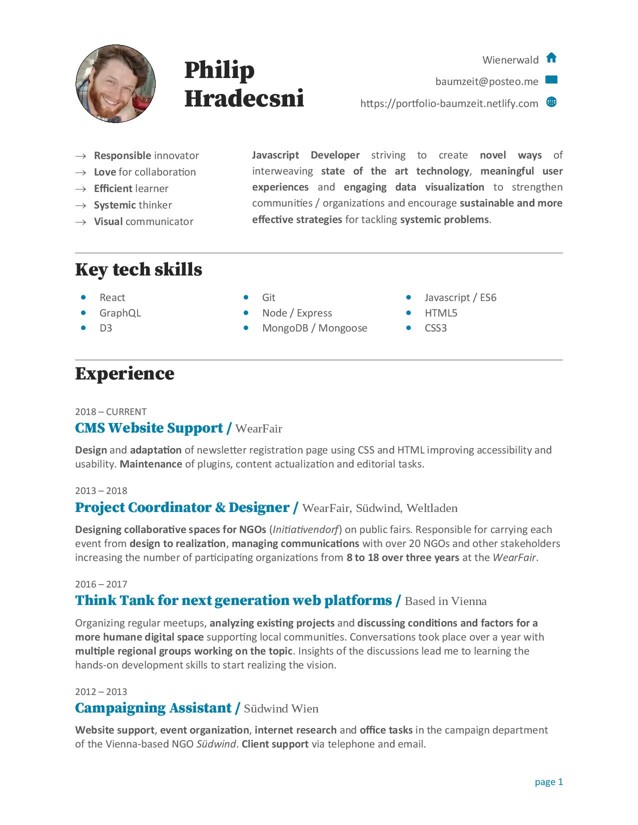 Philip
Hradecsni
Wienerwald
baumzeit@posteo.me
https://portfolio-baumzeit.netlify.com
→ Responsible innovator
→ Love for collaboration
→ Efficient learner
→ Systemic thinker
→ Visual communicator
Javascript Developer striving to create novel ways of
interweaving state of the art technology, meaningful user
experiences and engaging data visualization to strengthen
communities / organizations and encourage sustainable and more
effective strategies for tackling systemic problems.
Key tech skills
• React
• GraphQL
• D3
• Git
• Node / Express
• MongoDB / Mongoose
• Javascript / ES6
• HTML5
• CSS3
Experience
2018 – CURRENT
CMS Website Support / WearFair
Design and adaptation of newsletter registration page using CSS and HTML improving accessibility and
usability. Maintenance of plugins, content actualization and editorial tasks.
2013 – 2018
Project Coordinator & Designer / WearFair, Südwind, Weltladen
Designing collaborative spaces for NGOs (Initiativendorf) on public fairs. Responsible for carrying each
event from design to realization, managing communications with over 20 NGOs and other stakeholders
increasing the number of participating organizations from 8 to 18 over three years at the WearFair.
2016 – 2017
Think Tank for next generation web platforms / Based in Vienna
Organizing regular meetups, analyzing existing projects and discussing conditions and factors for a
more humane digital space supporting local communities. Conversations took place over a year with
multiple regional groups working on the topic. Insights of the discussions lead me to learning the
hands-on development skills to start realizing the vision.
2012 – 2013
Campaigning Assistant / Südwind Wien
Website support, event organization, internet research and office tasks in the campaign department
of the Vienna-based NGO Südwind. Client support via telephone and email.
page 1